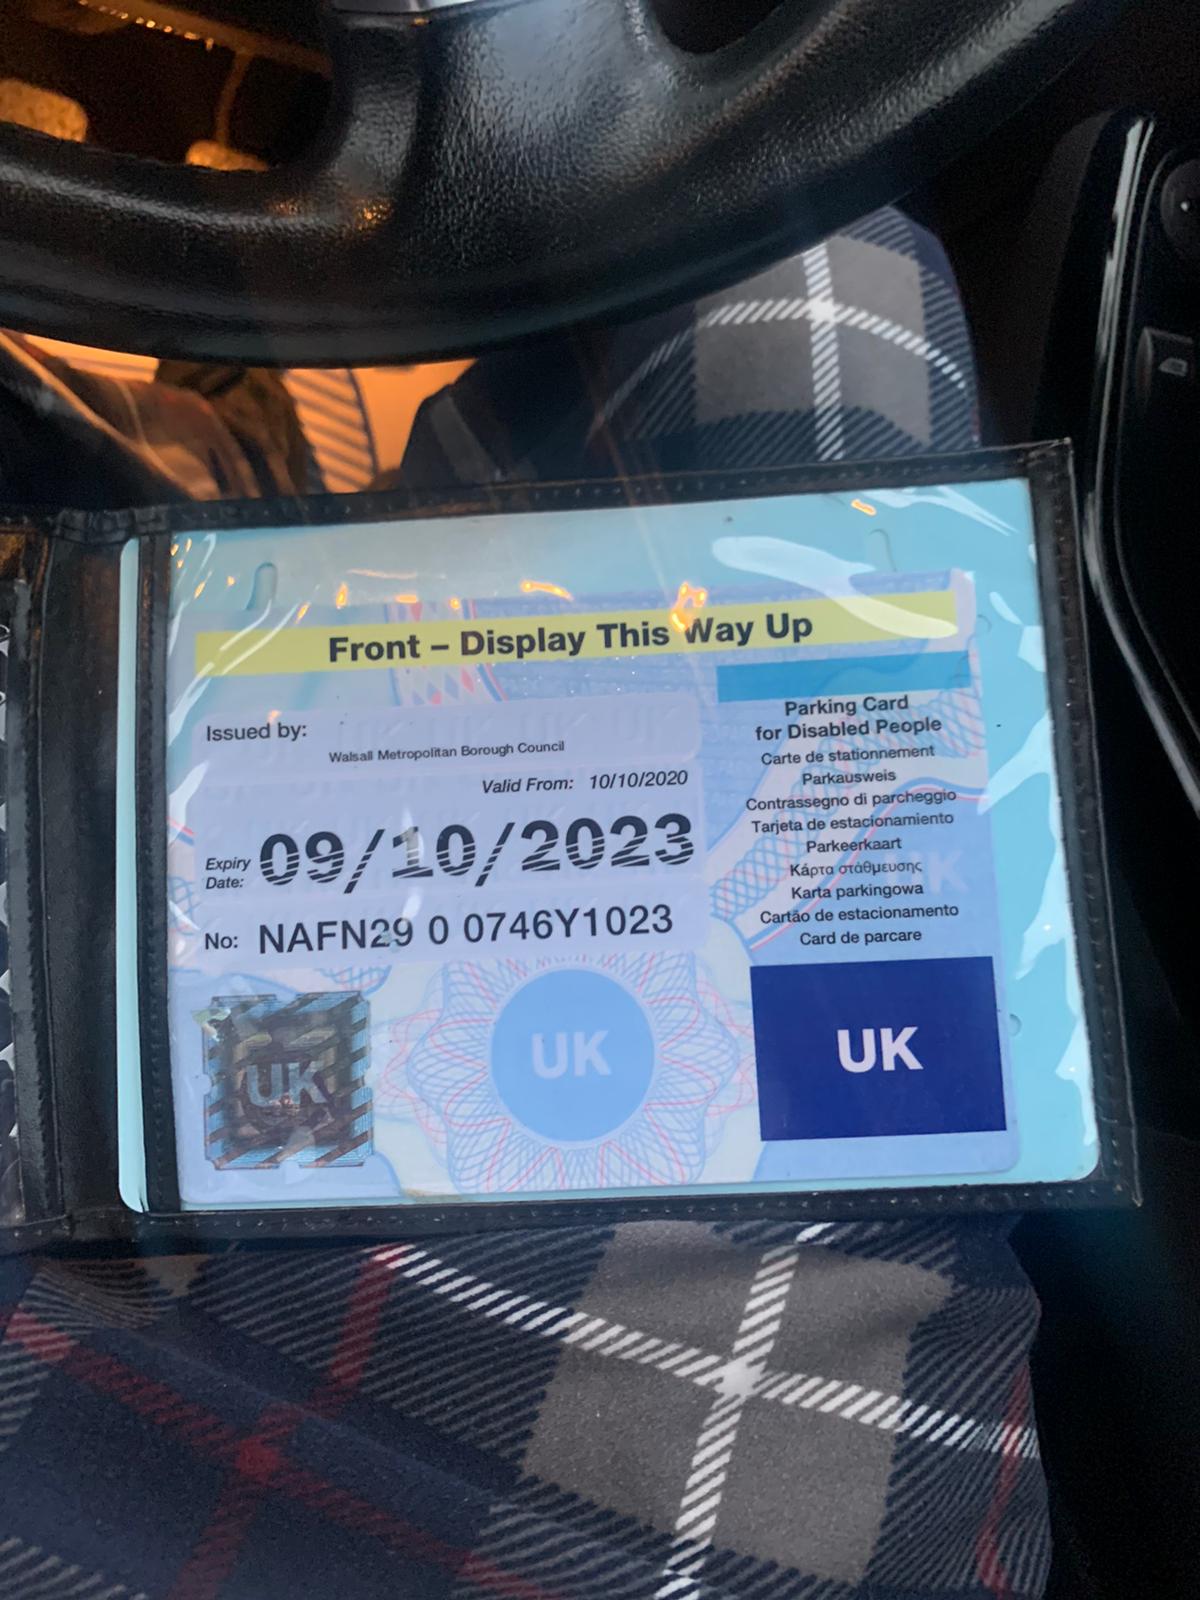 Front – Display This Way Up
Issued by:
Walsall Metropolitan Borough Council
Valid From: 10/10/2020
Expiry
Date: 09/10/2023
No: NAFN29 0 0746Y1023
UK
UK
Parking Card
for Disabled People
Carte de stationnement
Parkausweis
Contrassegno di parcheggio
Tarjeta de estacionamiento
Parkeerkaart
Κάρτα στάθμευσης
Karta parkingowa
Cartão de estacionamento
Card de parcare
UK